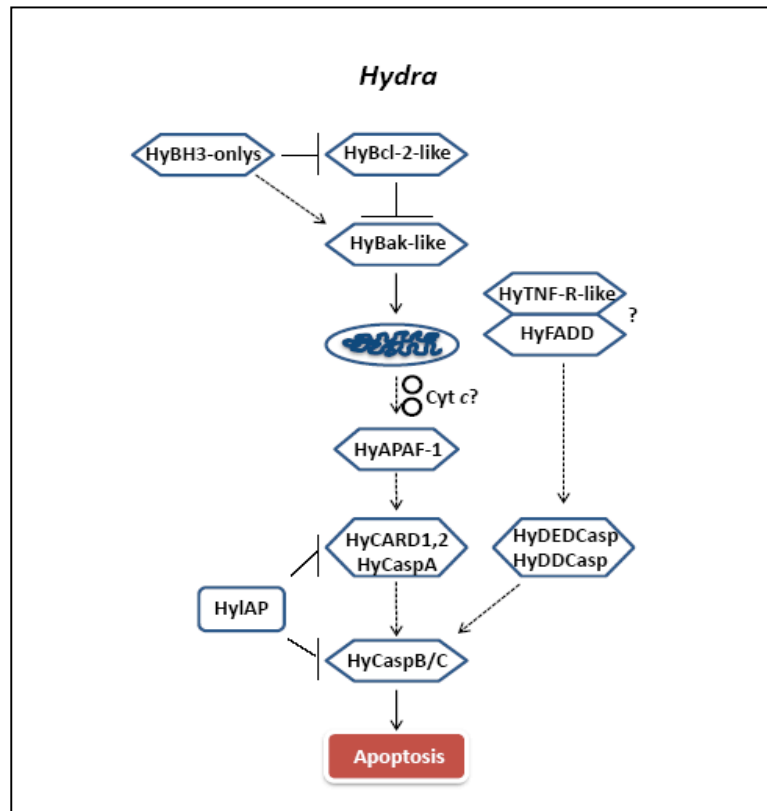 Hydra
HyBH3-onlys
HyBcl-2-like
HyBak-like
HyTNF-R-like
HyFADD
?
Cyt c?
HyAPAF-1
HyCARD1,2
HyCaspA
HyDEDCasp
HyDDCasp
HyIAP
HyCaspB/C
Apoptosis